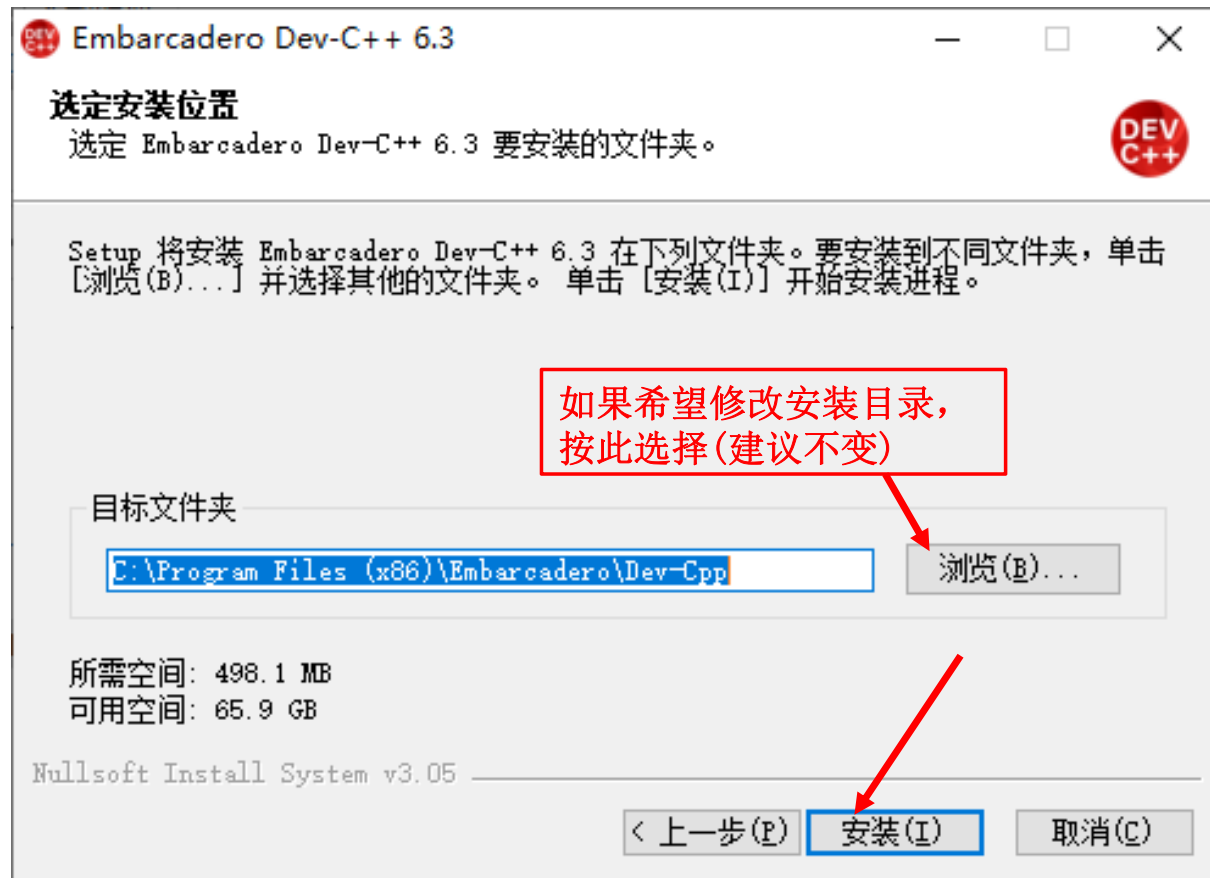 Embarcadero Dev-C++ 6.3
选定安装位置
选定 Embarcadero Dev-C++ 6.3 要安装的文件夹。
DEV
C++
Setup 将安装 Embarcadero Dev-C++ 6.3 在下列文件夹。要安装到不同文件夹，单击
[浏览(B)...] 并选择其他的文件夹。 单击 [安装(I)] 开始安装进程。
如果希望修改安装目录，
按此选择(建议不变)
目标文件夹
C:\Program Files (x86)\Embarcadero\Dev-Cpp
浏览(B)...
所需空间: 498.1 MB
可用空间: 65.9 GB
Nullsoft Install System v3.05
< 上一步(P) 安装(I) 取消(C)